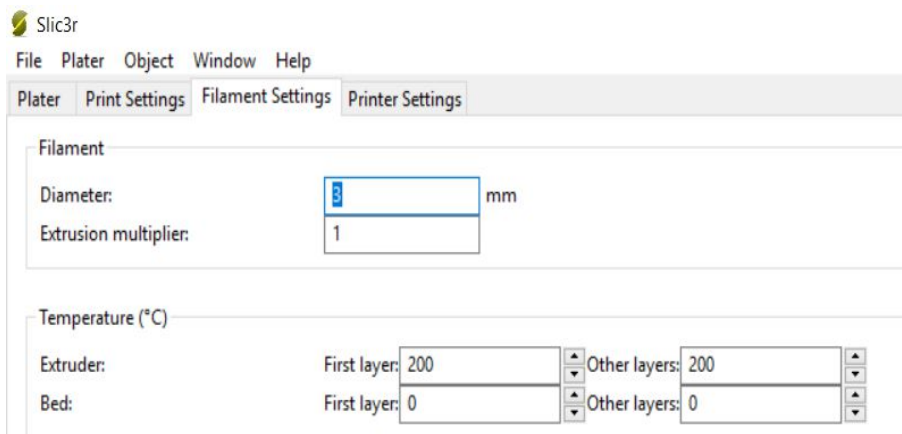 Slic3r
File Plater Object Window Help
Plater Print Settings Filament Settings Printer Settings
Filament
Diameter: 3 mm
Extrusion multiplier: 1
Temperature (°C)
Extruder: First layer: 200 Other layers: 200
Bed: First layer: 0 Other layers: 0